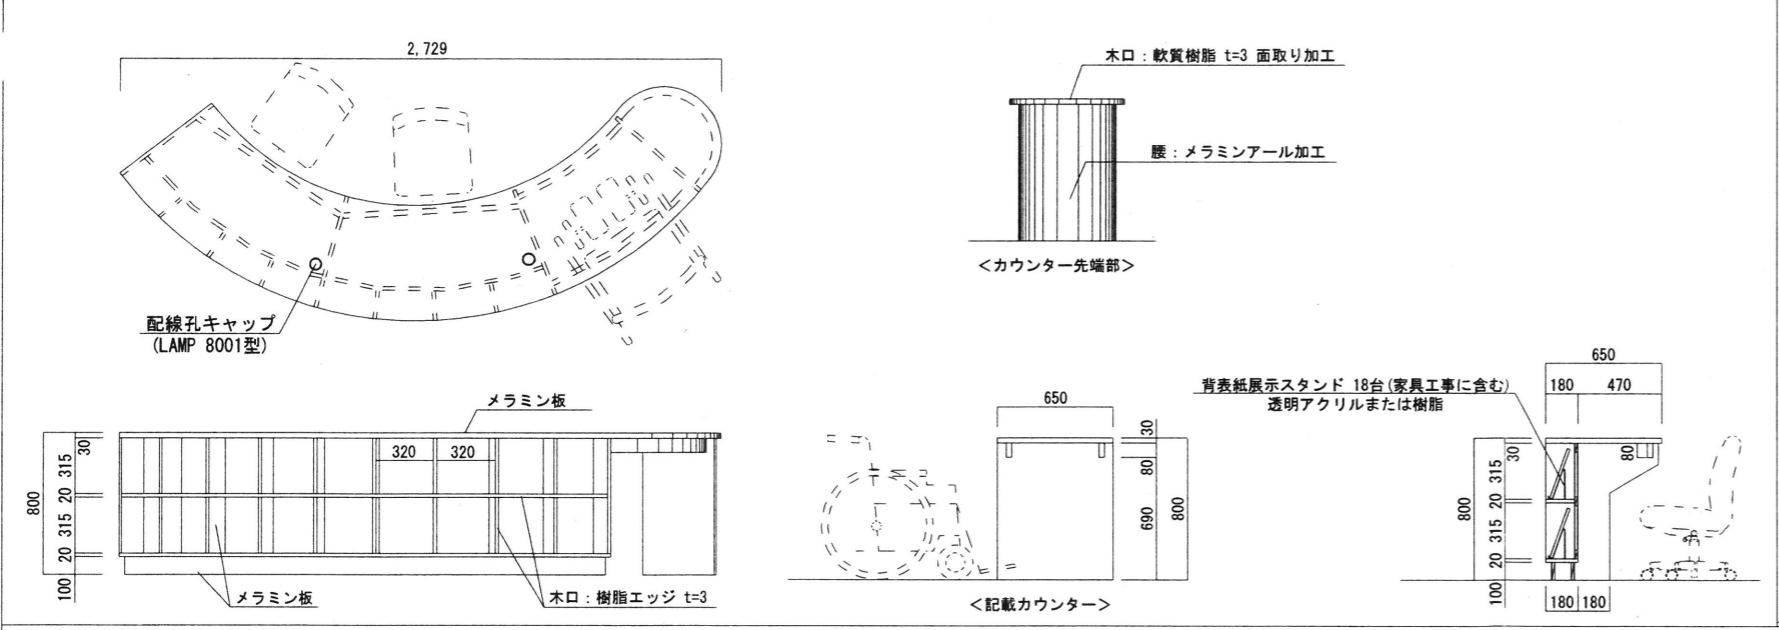 2,729
配線孔キャップ
(LAMP 8001型)
木口：軟質樹脂 t=3 面取り加工
腰：メラミンアール加工
＜カウンター先端部＞
メラミン板
320
320
800
30
315
20
315
20
100
メラミン板
木口：樹脂エッジ t=3
650
30
80
690
800
＜記載カウンター＞
650
180
470
背表紙展示スタンド 18台(家具工事に含む)
透明アクリルまたは樹脂
80
800
30
315
20
315
20
100
180
180